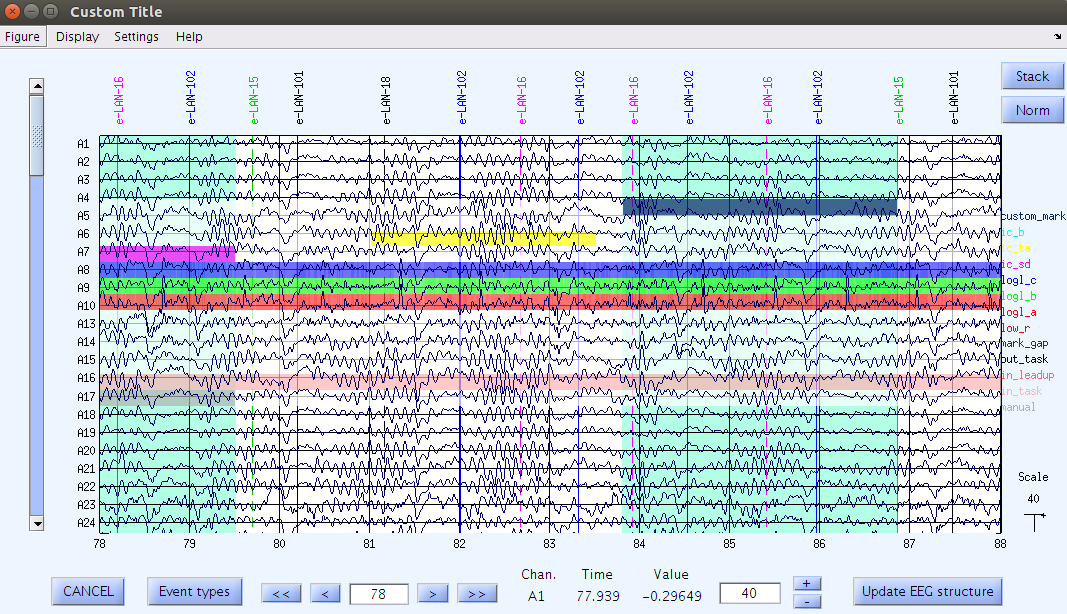 Custom Title
Figure Display Settings Help
e-LAN-16 e-LAN-102 e-LAN-15 e-LAN-101 e-LAN-18 e-LAN-102 e-LAN-16 e-LAN-102 e-LAN-16 e-LAN-102 e-LAN-16 e-LAN-102 e-LAN-15 e-LAN-101
Stack
Norm
A1
A2
A3
A4
A5
A6
A7
A8
A9
A10
A13
A14
A15
A16
A17
A18
A19
A20
A21
A22
A23
A24
custom_mark
ic_b
ic_sd
logl_c
logl_b
logl_a
low_r
mark_gap
out_task
in_leadup
in_task
manual
Scale
40
78 79 80 81 82 83 84 85 86 87 88
Chan. Time Value
CANCEL Event types << < 78 > >> A1 77.939 -0.29649 40 + - Update EEG structure